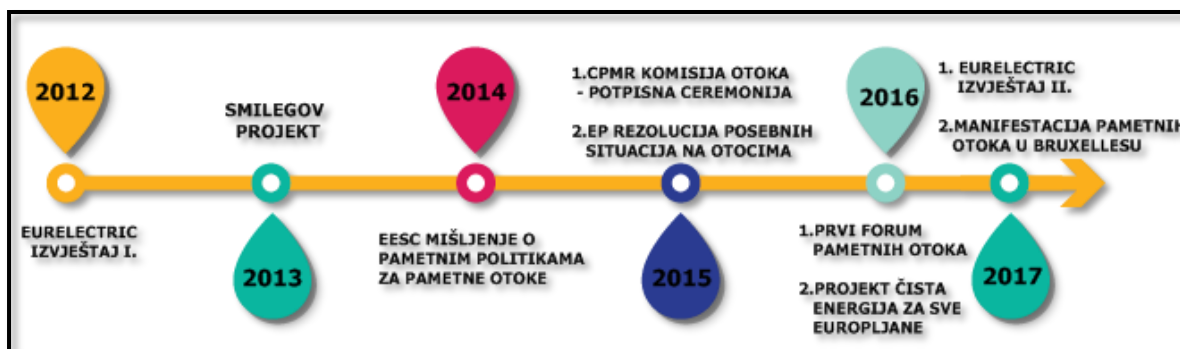 2012
EURELECTRIC
IZVJEŠTAJ I.
SMILEGOV
PROJEKT
2013
2014
EESC MIŠLJENJE O
PAMETNIM POLITIKAMA
ZA PAMETNE OTOKE
1.CPMR KOMISIJA OTOKA
- POTPISNA CEREMONIJA
2.EP REZOLUCIJA POSEBNIH
SITUACIJA NA OTOCIMA
2015
2016
1.PRVI FORUM
PAMETNIH OTOKA
2.PROJEKT ČISTA
ENERGIJA ZA SVE
EUROPLJANE
1. EURELECTRIC
IZVJEŠTAJ II.
2.MANIFESTACIJA PAMETNIH
OTOKA U BRUXELLESU
2017